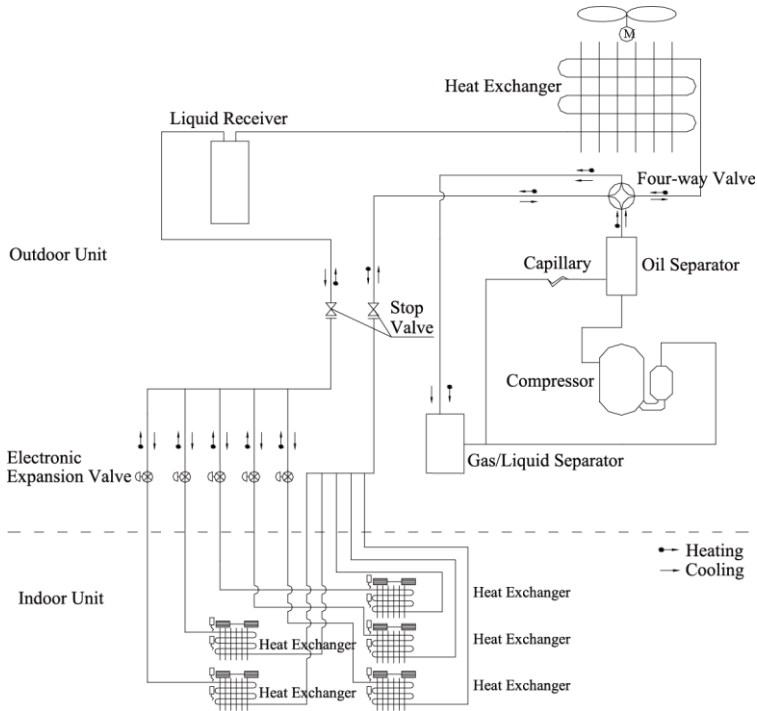 M
Heat Exchanger
Liquid Receiver
Four-way Valve
Outdoor Unit
Capillary
Oil Separator
Stop
Valve
Compressor
Electronic
Expansion Valve
Gas/Liquid Separator
Heating
Cooling
Indoor Unit
Heat Exchanger
Heat Exchanger
Heat Exchanger
Heat Exchanger
Heat Exchanger